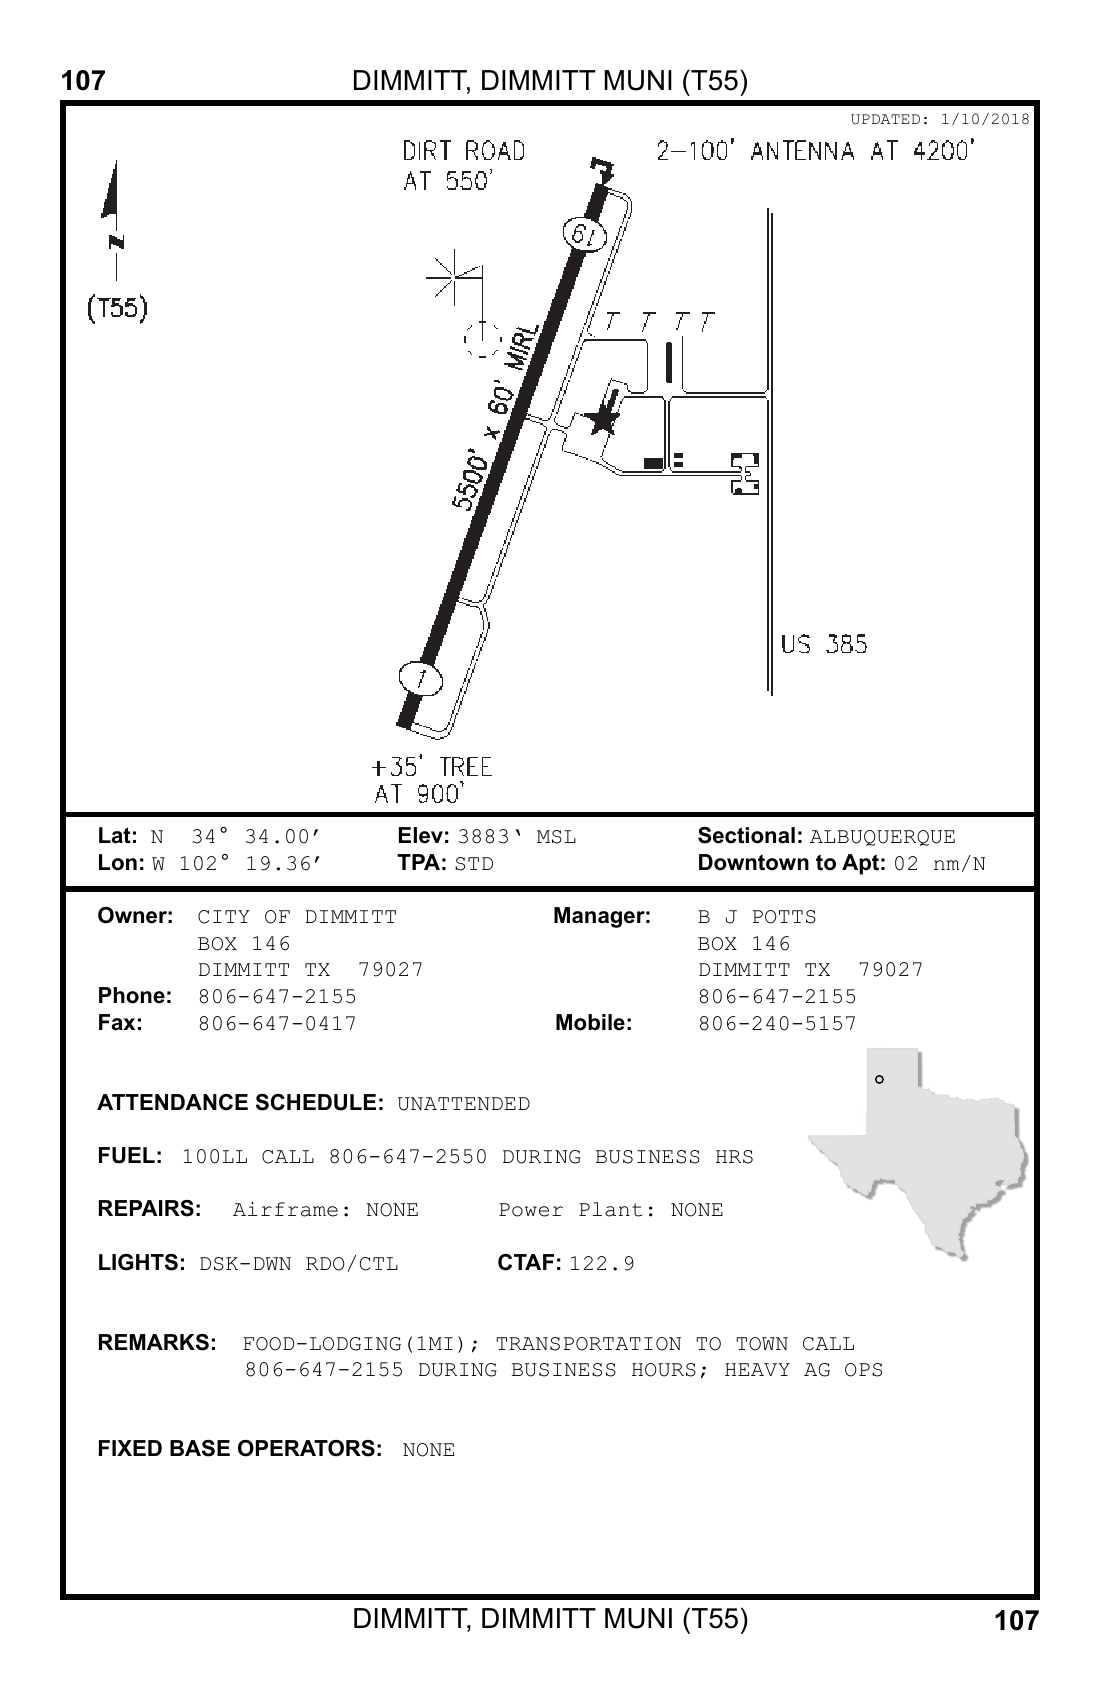 107 DIMMITT, DIMMITT MUNI (T55)
UPDATED: 1/10/2018
DIRT ROAD
AT 550'
2-100' ANTENNA AT 4200'
N
(T55)
19
T T T T
5500' x 60' MIRL
US 385
1
+35' TREE
AT 900'
Lat: N 34° 34.00′ Elev: 3883‛ MSL Sectional: ALBUQUERQUE
Lon: W 102° 19.36′ TPA: STD Downtown to Apt: 02 nm/N
Owner: CITY OF DIMMITT Manager: B J POTTS
BOX 146 BOX 146
DIMMITT TX 79027 DIMMITT TX 79027
Phone: 806-647-2155 806-647-2155
Fax: 806-647-0417 Mobile: 806-240-5157
ATTENDANCE SCHEDULE: UNATTENDED
FUEL: 100LL CALL 806-647-2550 DURING BUSINESS HRS
REPAIRS: Airframe: NONE Power Plant: NONE
LIGHTS: DSK-DWN RDO/CTL CTAF: 122.9
REMARKS: FOOD-LODGING(1MI); TRANSPORTATION TO TOWN CALL
806-647-2155 DURING BUSINESS HOURS; HEAVY AG OPS
FIXED BASE OPERATORS: NONE
DIMMITT, DIMMITT MUNI (T55) 107